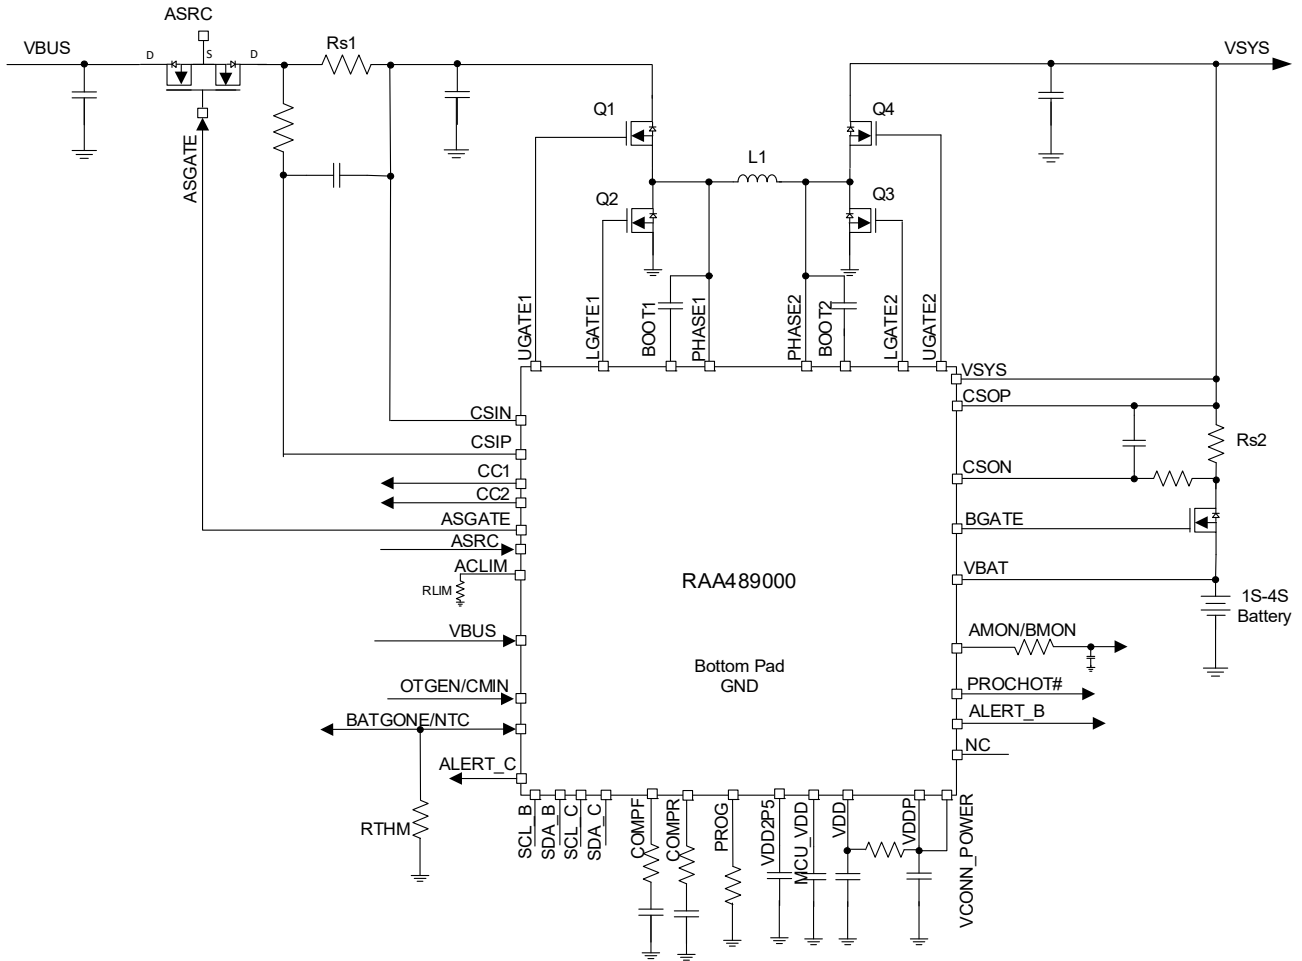 ASRC
VBUS
D
S
D
Rs1
VSYS
Q1
Q4
L1
ASGATE
Q2
Q3
UGATE1
LGATE1
BOOT1
PHASE1
PHASE2
BOOT2
LGATE2
UGATE2
VSYS
CSOP
CSIN
Rs2
CSIP
CSON
CC1
CC2
ASGATE
BGATE
ASRC
ACLIM
VBAT
RLIM
RAA489000
1S-4S
Battery
VBUS
AMON/BMON
Bottom Pad
GND
OTGEN/CMIN
PROCHOT#
BATGONE/NTC
ALERT_B
NC
ALERT_C
RTHM
SCL_B
SDA_B
SCL_C
SDA_C
COMPF
COMPR
PROG
VDD2P5
MCU_VDD
VDD
VDDP
VCONN_POWER